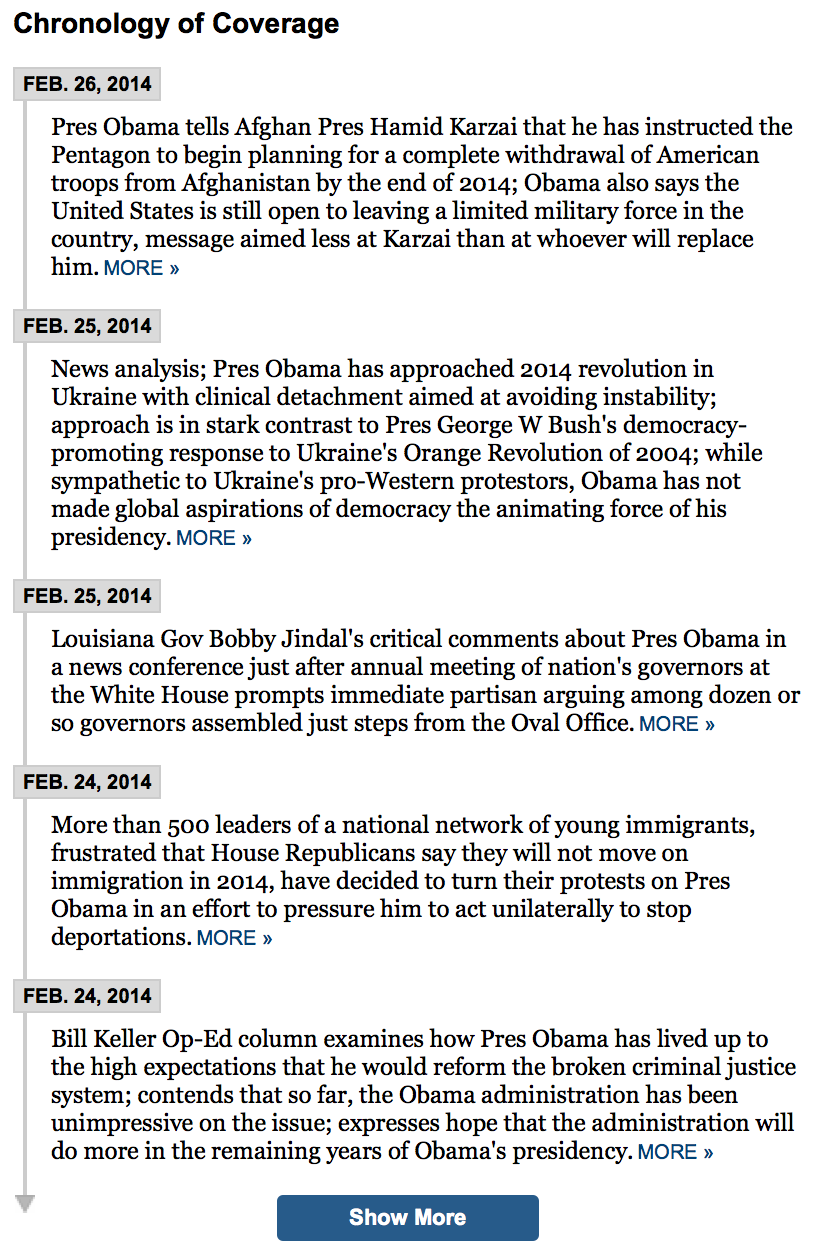 Chronology of Coverage
FEB. 26, 2014
Pres Obama tells Afghan Pres Hamid Karzai that he has instructed the
Pentagon to begin planning for a complete withdrawal of American
troops from Afghanistan by the end of 2014; Obama also says the
United States is still open to leaving a limited military force in the
country, message aimed less at Karzai than at whoever will replace
him. MORE »
FEB. 25, 2014
News analysis; Pres Obama has approached 2014 revolution in
Ukraine with clinical detachment aimed at avoiding instability;
approach is in stark contrast to Pres George W Bush's democracy-
promoting response to Ukraine's Orange Revolution of 2004; while
sympathetic to Ukraine's pro-Western protestors, Obama has not
made global aspirations of democracy the animating force of his
presidency. MORE »
FEB. 25, 2014
Louisiana Gov Bobby Jindal's critical comments about Pres Obama in
a news conference just after annual meeting of nation's governors at
the White House prompts immediate partisan arguing among dozen or
so governors assembled just steps from the Oval Office. MORE »
FEB. 24, 2014
More than 500 leaders of a national network of young immigrants,
frustrated that House Republicans say they will not move on
immigration in 2014, have decided to turn their protests on Pres
Obama in an effort to pressure him to act unilaterally to stop
deportations. MORE »
FEB. 24, 2014
Bill Keller Op-Ed column examines how Pres Obama has lived up to
the high expectations that he would reform the broken criminal justice
system; contends that so far, the Obama administration has been
unimpressive on the issue; expresses hope that the administration will
do more in the remaining years of Obama's presidency. MORE »
Show More